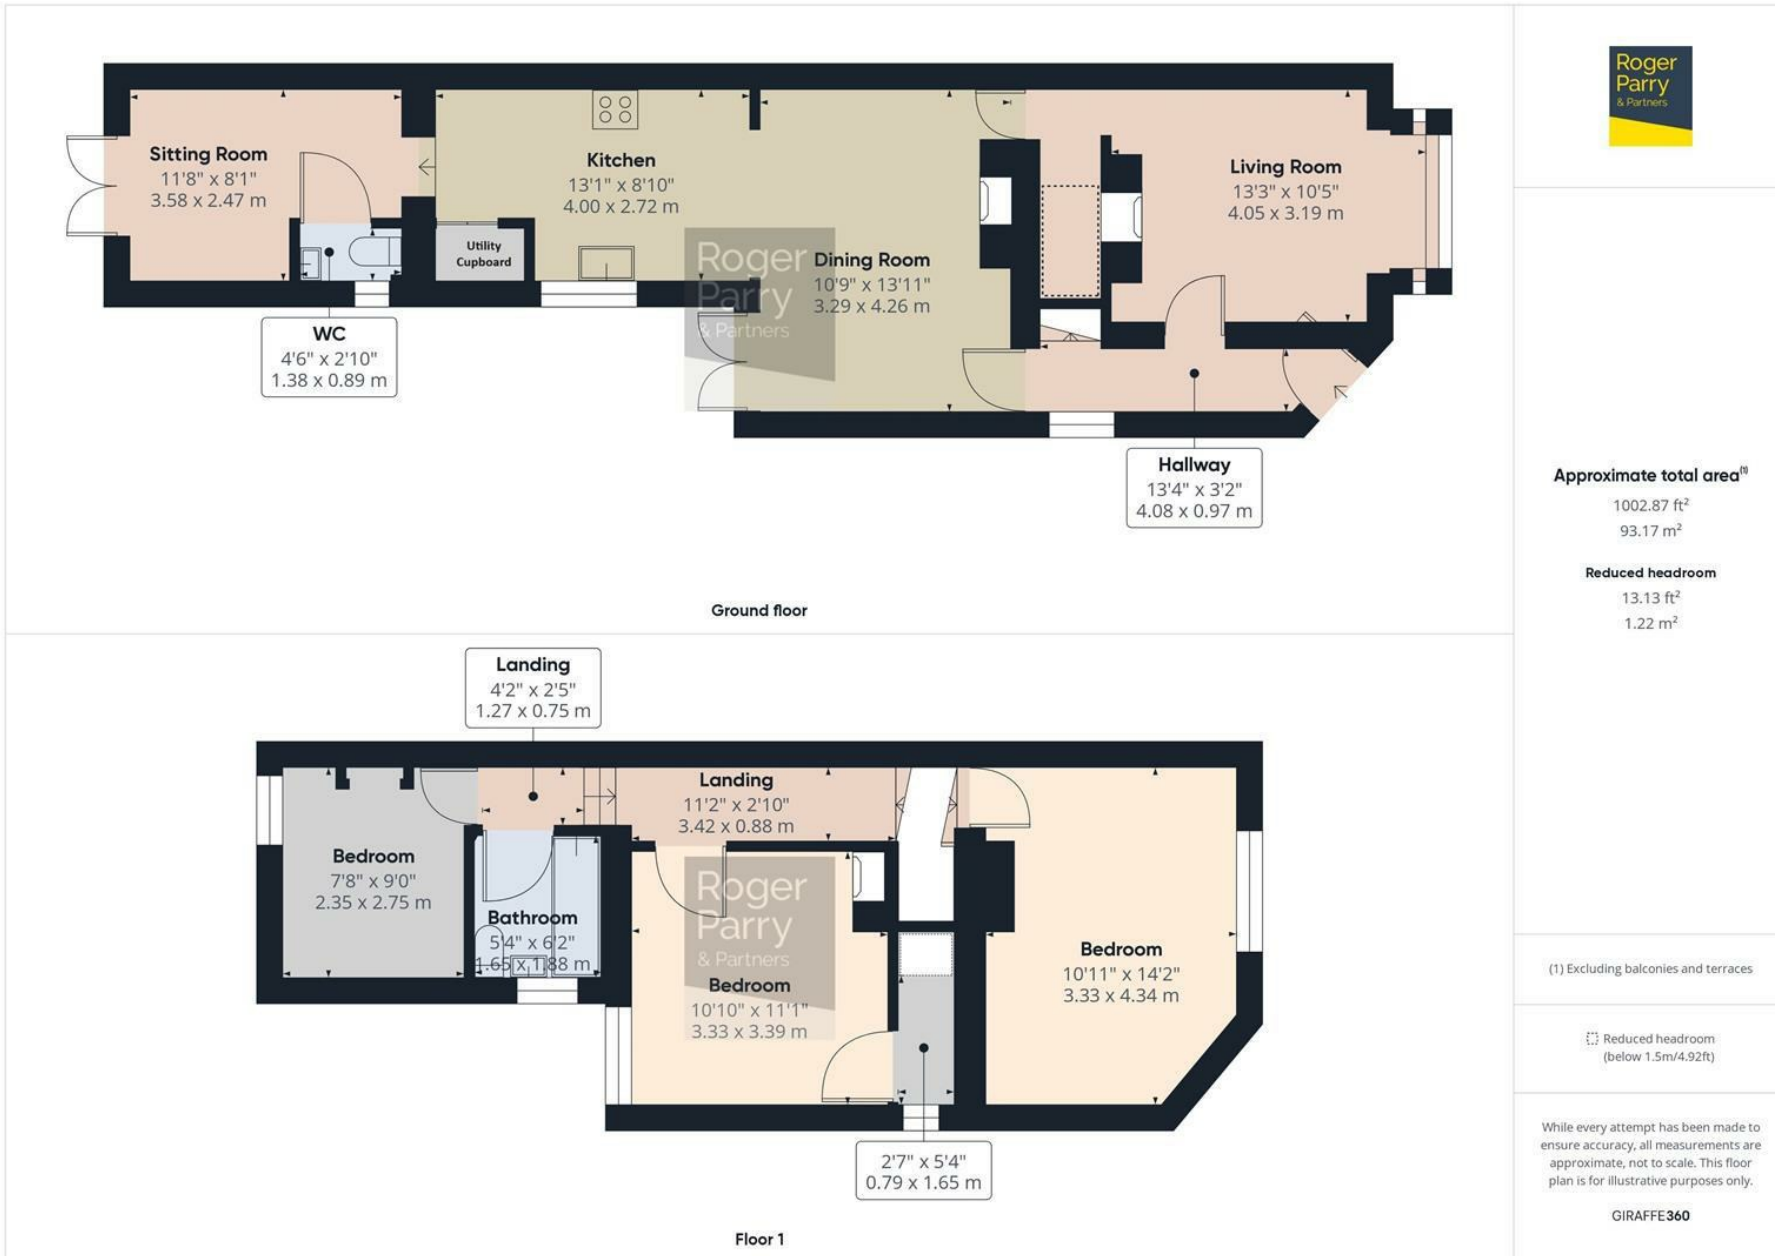 Sitting Room
11'8" x 8'1"
3.58 x 2.47 m
Kitchen
13'1" x 8'10"
4.00 x 2.72 m
Utility
Cupboard
Dining Room
10'9" x 13'11"
3.29 x 4.26 m
Living Room
13'3" x 10'5"
4.05 x 3.19 m
WC
4'6" x 2'10"
1.38 x 0.89 m
Hallway
13'4" x 3'2"
4.08 x 0.97 m
Roger
Parry
& Partners
Ground floor
Landing
4'2" x 2'5"
1.27 x 0.75 m
Landing
11'2" x 2'10"
3.42 x 0.88 m
Bedroom
7'8" x 9'0"
2.35 x 2.75 m
Bathroom
5'4" x 6'2"
1.65 x 1.88 m
Roger
Parry
& Partners
Bedroom
10'10" x 11'1"
3.33 x 3.39 m
Bedroom
10'11" x 14'2"
3.33 x 4.34 m
2'7" x 5'4"
0.79 x 1.65 m
Floor 1
Roger
Parry
& Partners
Approximate total area(1)
1002.87 ft²
93.17 m²
Reduced headroom
13.13 ft²
1.22 m²
(1) Excluding balconies and terraces
Reduced headroom
(below 1.5m/4.92ft)
While every attempt has been made to
ensure accuracy, all measurements are
approximate, not to scale. This floor
plan is for illustrative purposes only.
GIRAFFE360